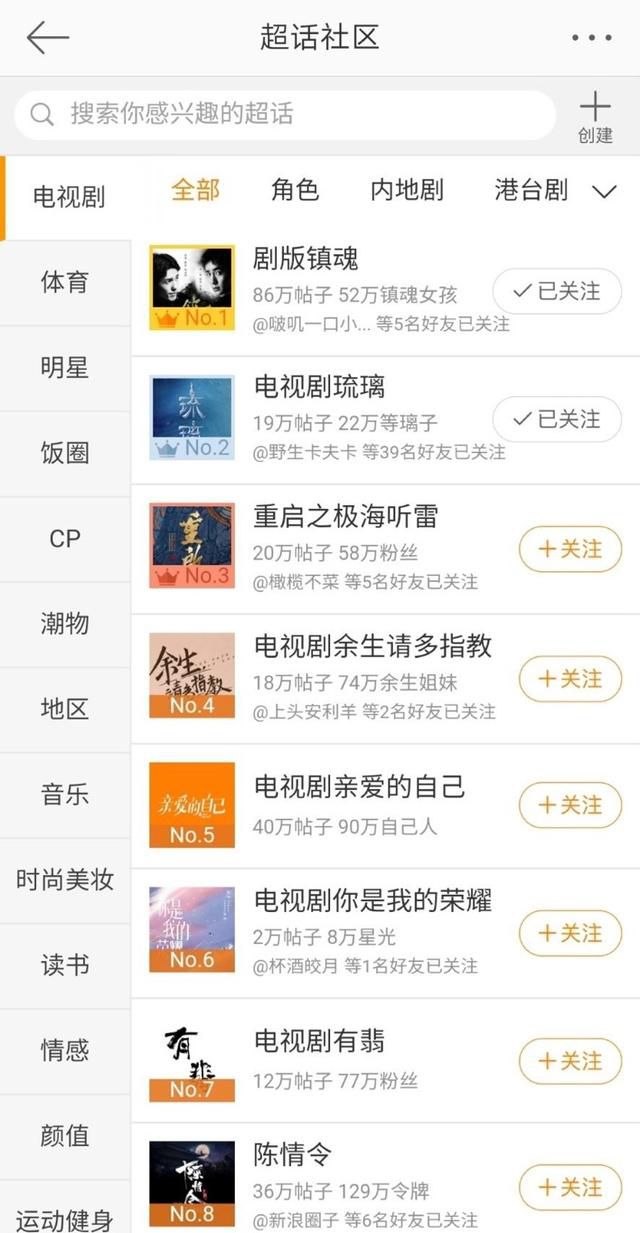 超话社区
搜索你感兴趣的超话
创建
电视剧
体育
明星
饭圈
CP
潮物
地区
音乐
时尚美妆
读书
情感
颜值
运动健身
全部 角色 内地剧 港台剧
No.1
剧版镇魂
86万帖子 52万镇魂女孩
@啵叽一口小... 等5名好友已关注
已关注
琉璃
No.2
电视剧琉璃
19万帖子 22万等璃子
@野生卡夫卡 等39名好友已关注
已关注
重启
No.3
重启之极海听雷
20万帖子 58万粉丝
@橄榄不菜 等5名好友已关注
+关注
余生
请多指教
No.4
电视剧余生请多指教
18万帖子 74万余生姐妹
@上头安利羊 等2名好友已关注
+关注
亲爱的自己
No.5
电视剧亲爱的自己
40万帖子 90万自己人
+关注
你是
我的
荣耀
No.6
电视剧你是我的荣耀
2万帖子 8万星光
@杯酒皎月 等1名好友已关注
+关注
有
翡
No.7
电视剧有翡
12万帖子 77万粉丝
+关注
陈情令
No.8
陈情令
36万帖子 129万令牌
@新浪圈子 等6名好友已关注
+关注